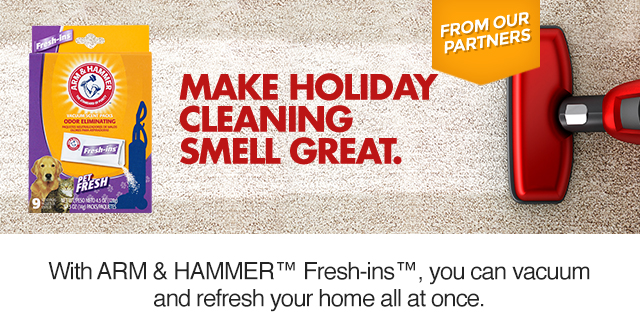 FROM OUR
PARTNERS
Fresh-ins
ARM & HAMMER
ODOR ELIMINATING
Fresh-ins
PET
FRESH
9
MAKE HOLIDAY
CLEANING
SMELL GREAT.
With ARM & HAMMER™ Fresh-ins™, you can vacuum
and refresh your home all at once.